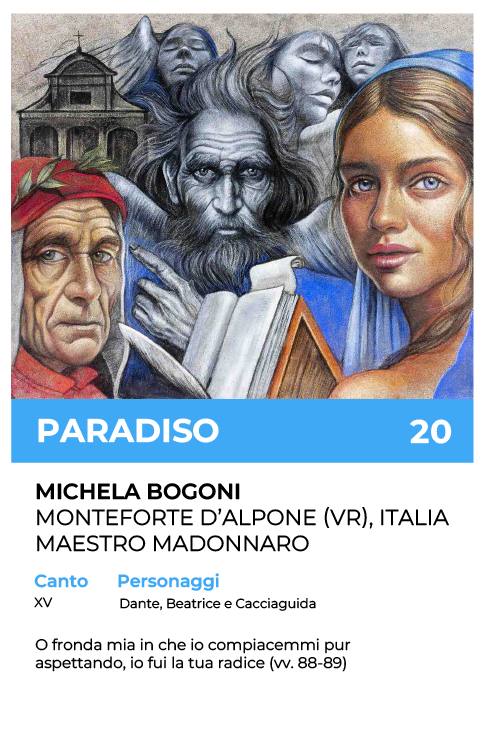 PARADISO 20
MICHELA BOGONI
MONTEFORTE D'ALPONE (VR), ITALIA
MAESTRO MADONNARO
Canto Personaggi
XV Dante, Beatrice e Cacciaguida
O fronda mia in che io compiacemmi pur
aspettando, io fui la tua radice (vv. 88-89)